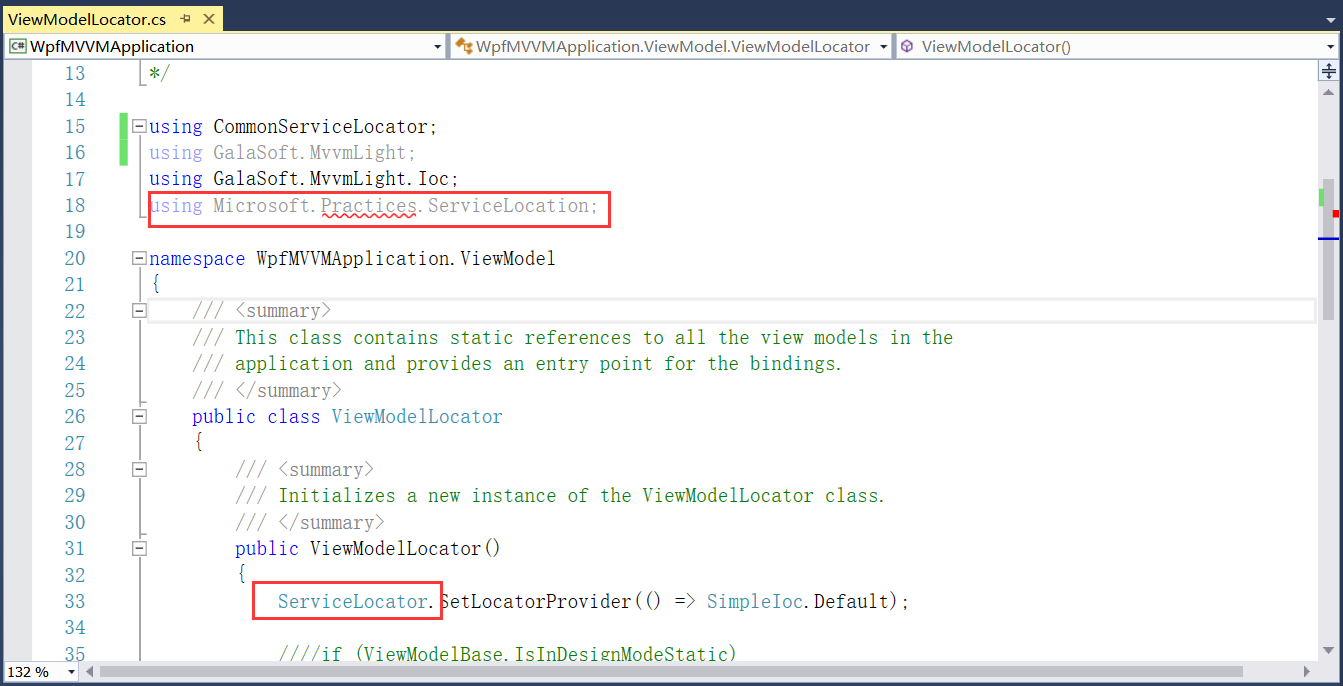 ViewModelLocator.cs
WpfMVVMApplication WpfMVVMApplication.ViewModel.ViewModelLocator ViewModelLocator()
13 */
14
15 using CommonServiceLocator;
16 using GalaSoft.MvvmLight;
17 using GalaSoft.MvvmLight.Ioc;
18 using Microsoft.Practices.ServiceLocation;
19
20 namespace WpfMVVMApplication.ViewModel
21 {
22 /// <summary>
23 /// This class contains static references to all the view models in the
24 /// application and provides an entry point for the bindings.
25 /// </summary>
26 public class ViewModelLocator
27 {
28 /// <summary>
29 /// Initializes a new instance of the ViewModelLocator class.
30 /// </summary>
31 public ViewModelLocator()
32 {
33 ServiceLocator.SetLocatorProvider(() => SimpleIoc.Default);
34
35 ////if (ViewModelBase.IsInDesignModeStatic)
132 %